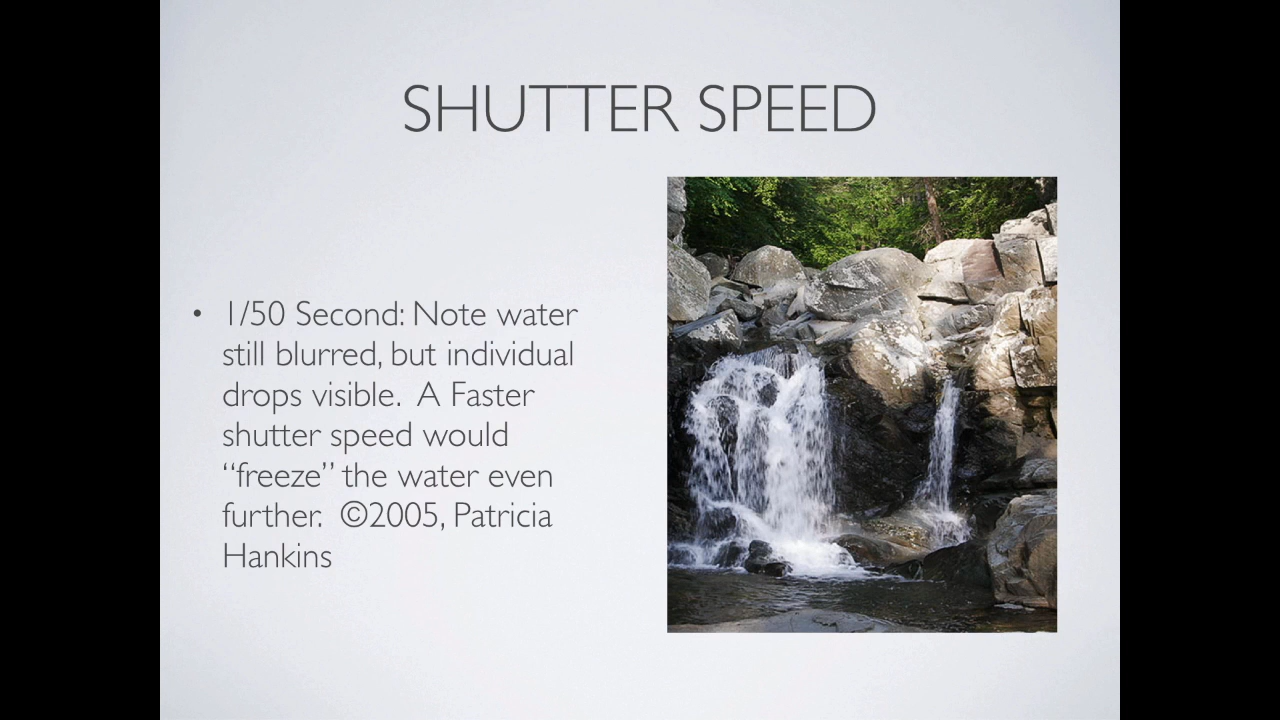 SHUTTER SPEED
• 1/50 Second: Note water
still blurred, but individual
drops visible.  A Faster
shutter speed would
“freeze” the water even
further.  ©2005, Patricia
Hankins